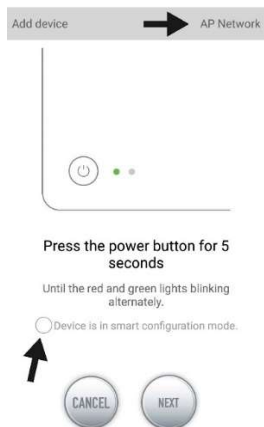 Add device AP Network
Press the power button for 5
seconds
Until the red and green lights blinking
alternately.
Device is in smart configuration mode.
CANCEL NEXT